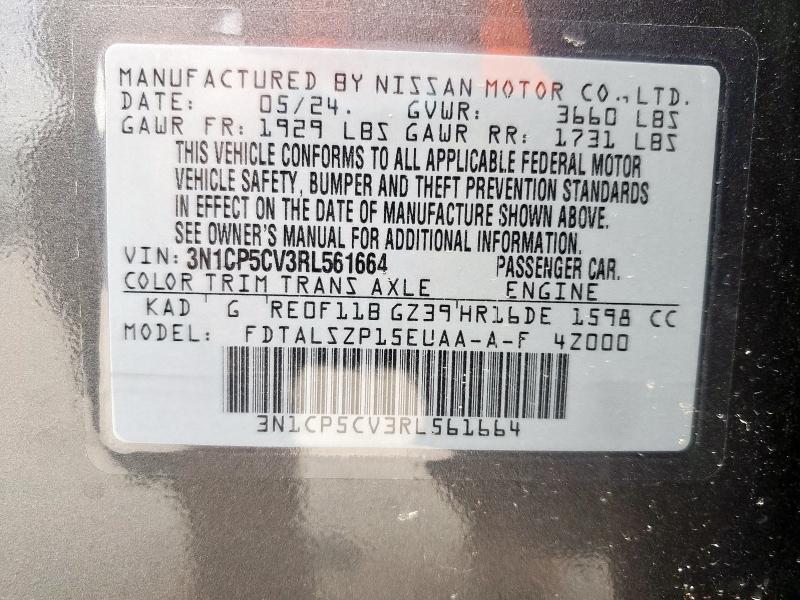 MANUFACTURED BY NISSAN MOTOR CO., LTD.
DATE: 05/24. GVWR: 3660 LBS
GAWR FR: 1929 LBS GAWR RR: 1731 LBS
THIS VEHICLE CONFORMS TO ALL APPLICABLE FEDERAL MOTOR
VEHICLE SAFETY, BUMPER AND THEFT PREVENTION STANDARDS
IN EFFECT ON THE DATE OF MANUFACTURE SHOWN ABOVE.
SEE OWNER'S MANUAL FOR ADDITIONAL INFORMATION.
VIN: 3N1CP5CV3RL561664 PASSENGER CAR.
COLOR TRIM TRANS AXLE ENGINE
KAD G RE0F11B GZ39 HR16DE 1598 CC
MODEL: FDTALSZP15EUAA-A-F 4Z000
3N1CP5CV3RL561664